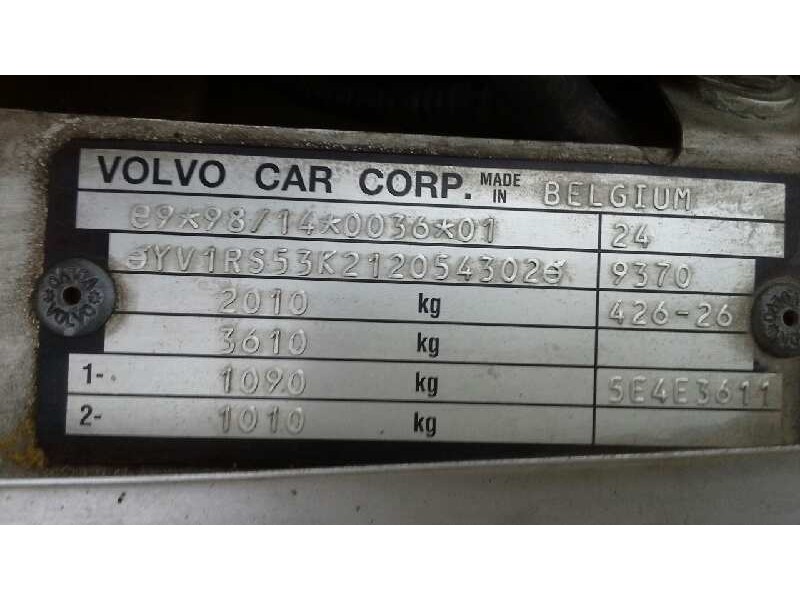 VOLVO CAR CORP. MADE IN BELGIUM
e9*98/14*0036*01 24
YV1RS53K212054302 9370
2010 kg 426-26
3610 kg
1- 1090 kg 5E4E3611
2- 1010 kg